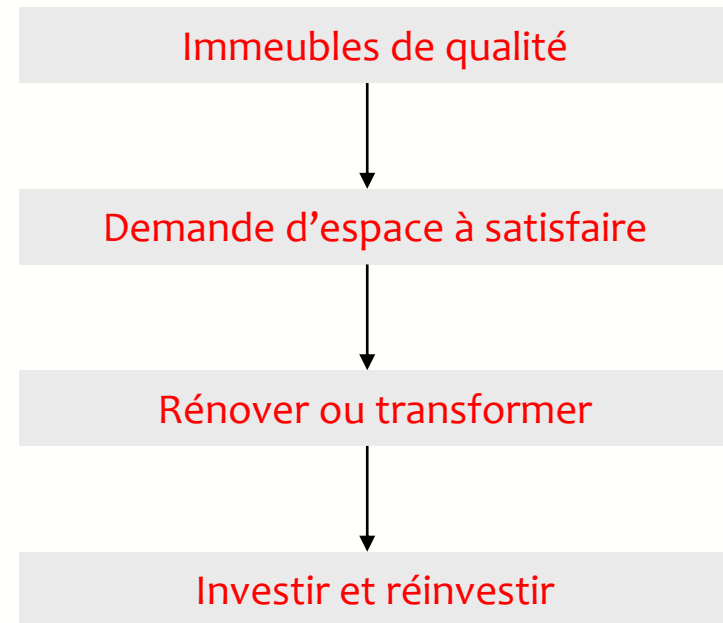 Immeubles de qualité
Demande d’espace à satisfaire
Rénover ou transformer
Investir et réinvestir